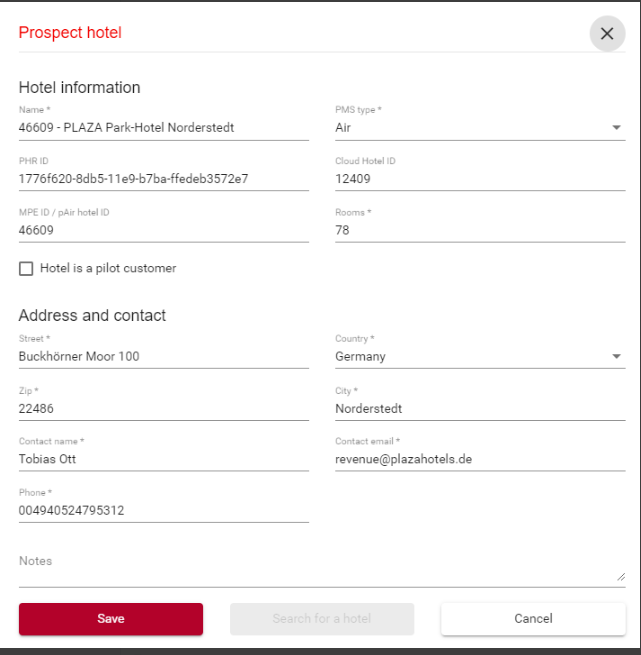 Prospect hotel
Hotel information
Name *
46609 - PLAZA Park-Hotel Norderstedt
PMS type *
Air
PHR ID
1776f620-8db5-11e9-b7ba-ffedeb3572e7
Cloud Hotel ID
12409
MPE ID / pAir hotel ID
46609
Rooms *
78
Hotel is a pilot customer
Address and contact
Street *
Buckhörner Moor 100
Country *
Germany
Zip *
22486
City *
Norderstedt
Contact name *
Tobias Ott
Contact email *
revenue@plazahotels.de
Phone *
004940524795312
Notes
Save
Search for a hotel
Cancel